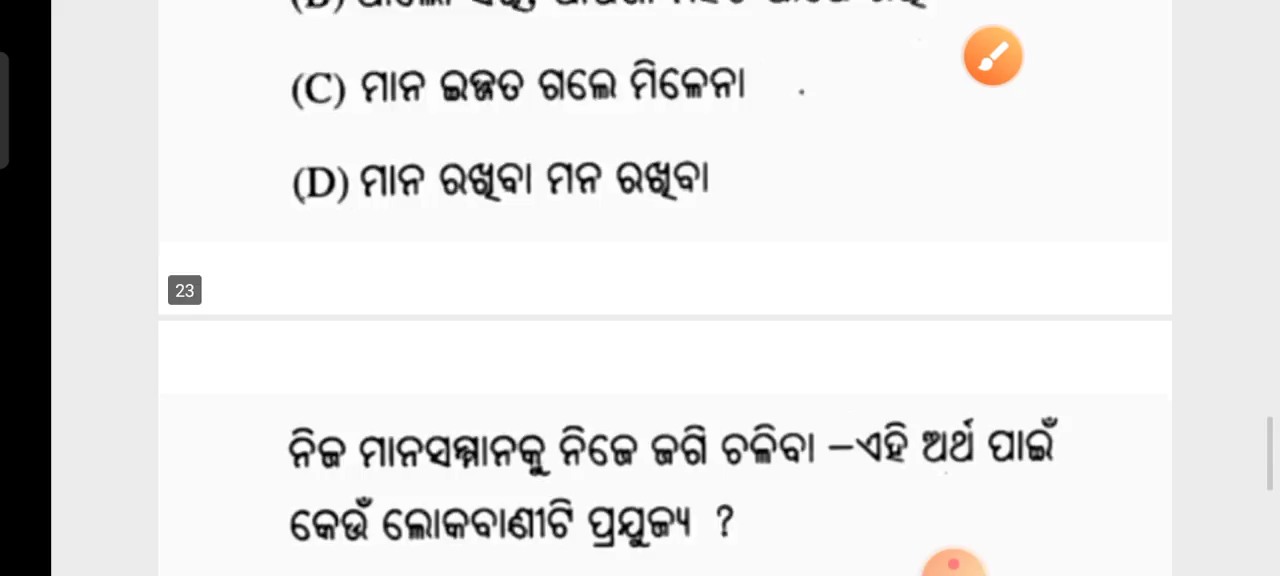 (C) ମାନ ଇଜ୍ଜତ ଗଲେ ମିଳେନା
(D) ମାନ ରଖିବା ମନ ରଖିବା
23
ନିଜ ମାନସମ୍ମାନକୁ ନିଜେ ଜଗି ଚଳିବା –ଏହି ଅର୍ଥ ପାଇଁ
କେଉଁ ଲୋକବାଣୀଟି ପ୍ରଯୁଜ୍ୟ ?